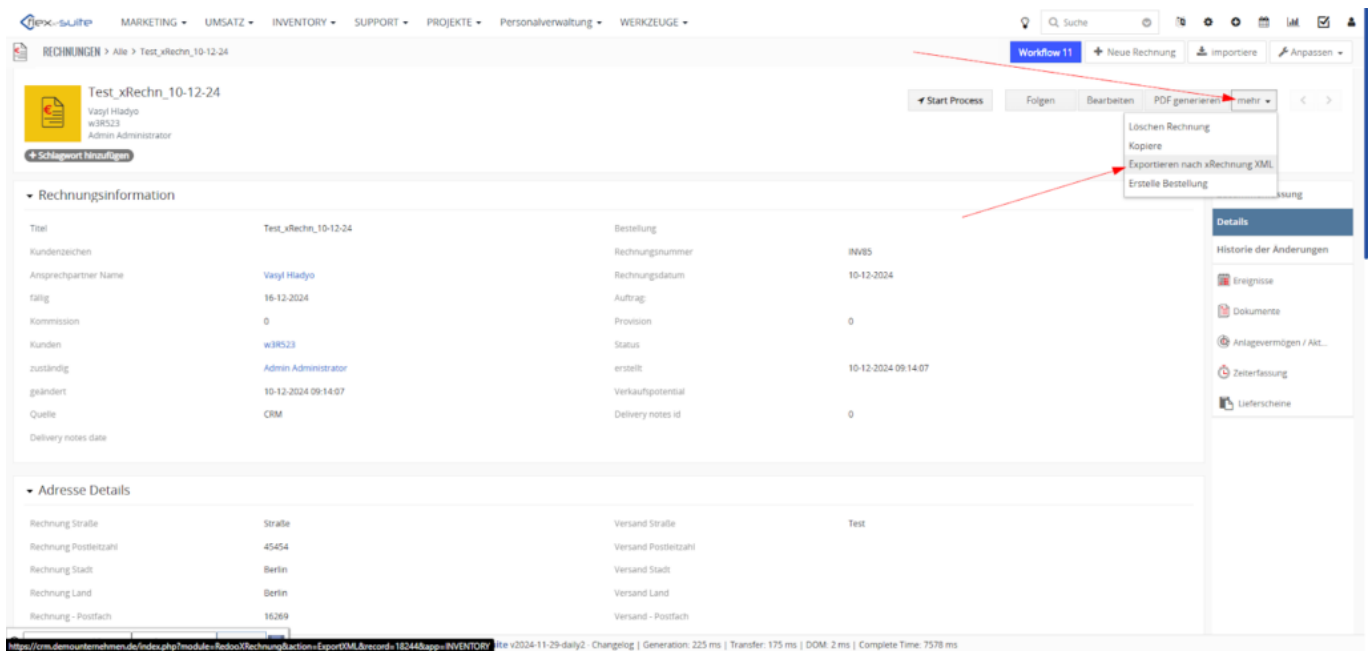 flex-suite MARKETING UMSATZ INVENTORY SUPPORT PROJEKTE Personalverwaltung WERKZEUGE Suche
RECHNUNGEN > Alle > Test_xRechn_10-12-24 Workflow 11 + Neue Rechnung importiere Anpassen
Test_xRechn_10-12-24
Vasyl Hladyo
w3R523
Admin Administrator
+ Schlagwort hinzufügen
Start Process Folgen Bearbeiten PDF generieren mehr < >
Löschen Rechnung
Kopiere
Exportieren nach xRechnung XML
Erstelle Bestellung
Rechnungsinformation
Titel Test_xRechn_10-12-24 Bestellung
Kundenzeichen Rechnungsnummer INV85
Ansprechpartner Name Vasyl Hladyo Rechnungsdatum 10-12-2024
fällig 16-12-2024 Auftrag:
Kommission 0 Provision 0
Kunden w3R523 Status
zuständig Admin Administrator erstellt 10-12-2024 09:14:07
geändert 10-12-2024 09:14:07 Verkaufspotential
Quelle CRM Delivery notes id 0
Delivery notes date
Details
Historie der Änderungen
Ereignisse
Dokumente
Anlagevermögen / Akt...
Zeiterfassung
Lieferscheine
Adresse Details
Rechnung Straße Straße Versand Straße Test
Rechnung Postleitzahl 45454 Versand Postleitzahl
Rechnung Stadt Berlin Versand Stadt
Rechnung Land Berlin Versand Land
Rechnung - Postfach 16269 Versand - Postfach
https://crm.demounternehmen.de/index.php?module=RedooXRechnung&action=ExportXML&record=18244&app=INVENTORY v2024-11-29-daily2 - Changelog | Generation: 225 ms | Transfer: 175 ms | DOM: 2 ms | Complete Time: 7578 ms